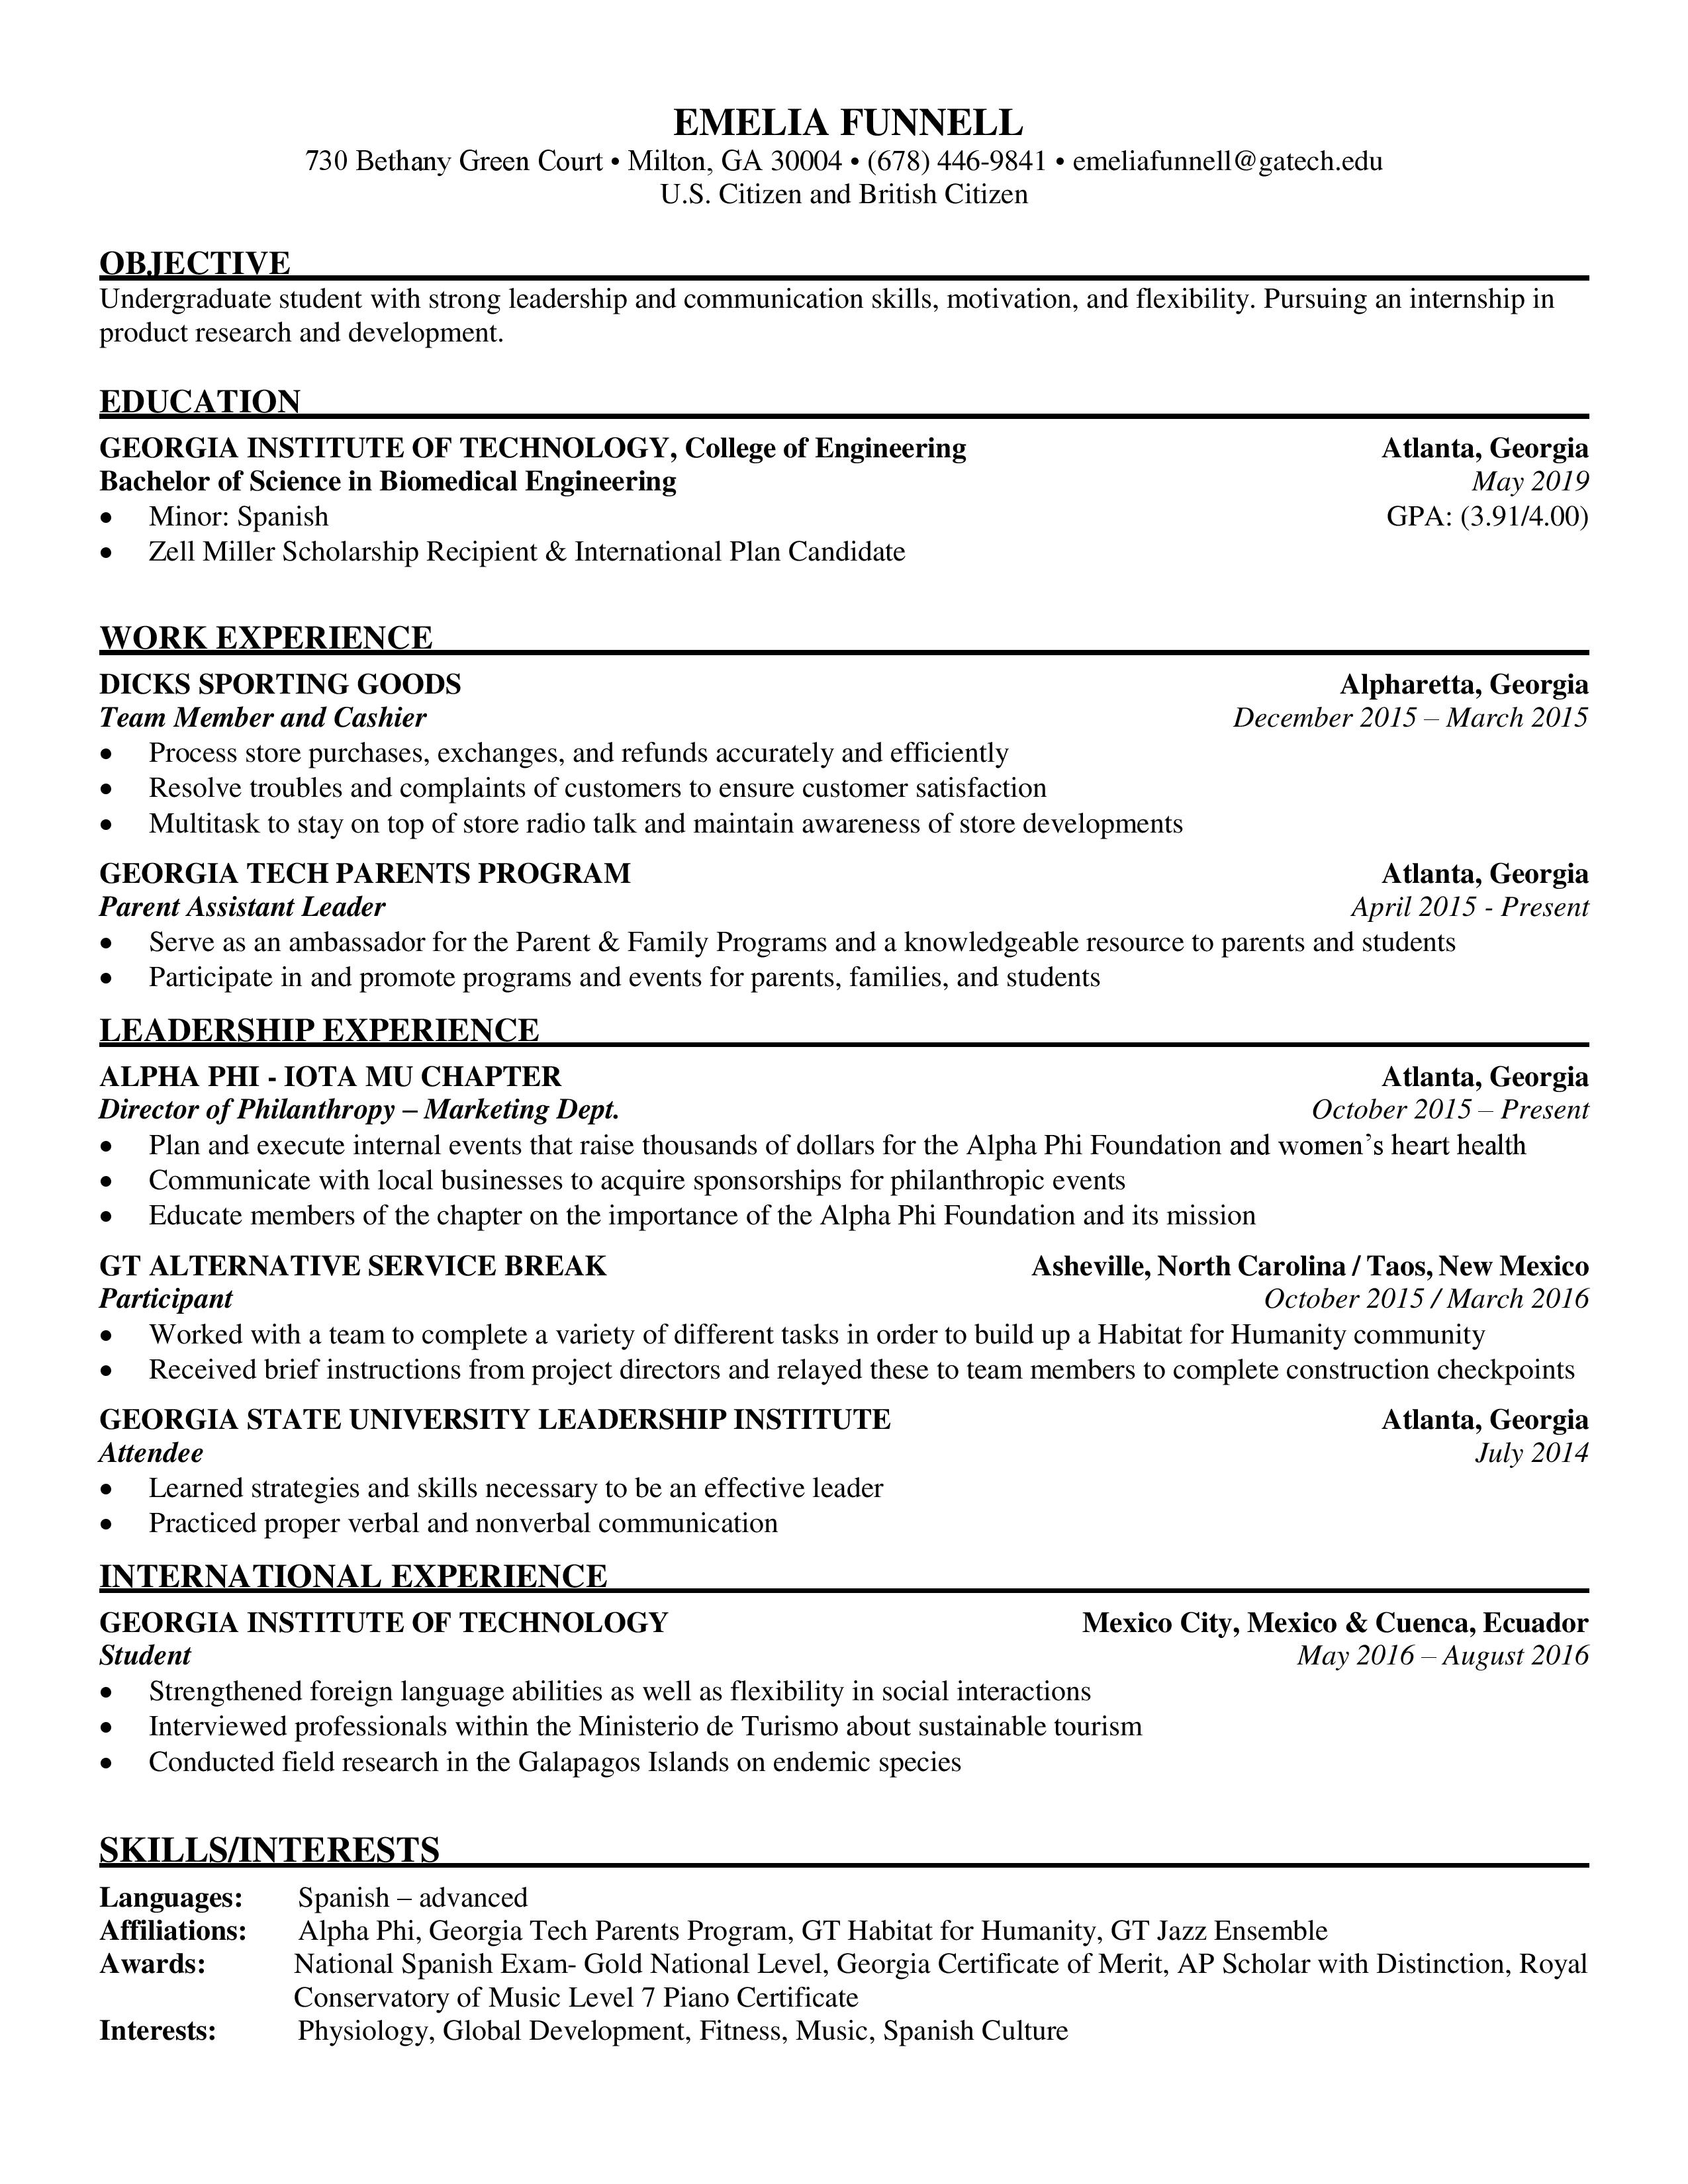 EMELIA FUNNELL
730 Bethany Green Court • Milton, GA 30004 • (678) 446-9841 • emeliafunnell@gatech.edu
U.S. Citizen and British Citizen
OBJECTIVE
Undergraduate student with strong leadership and communication skills, motivation, and flexibility. Pursuing an internship in
product research and development.
EDUCATION
GEORGIA INSTITUTE OF TECHNOLOGY, College of Engineering Atlanta, Georgia
Bachelor of Science in Biomedical Engineering May 2019
• Minor: Spanish GPA: (3.91/4.00)
• Zell Miller Scholarship Recipient & International Plan Candidate
WORK EXPERIENCE
DICKS SPORTING GOODS Alpharetta, Georgia
Team Member and Cashier December 2015 – March 2015
• Process store purchases, exchanges, and refunds accurately and efficiently
• Resolve troubles and complaints of customers to ensure customer satisfaction
• Multitask to stay on top of store radio talk and maintain awareness of store developments
GEORGIA TECH PARENTS PROGRAM Atlanta, Georgia
Parent Assistant Leader April 2015 - Present
• Serve as an ambassador for the Parent & Family Programs and a knowledgeable resource to parents and students
• Participate in and promote programs and events for parents, families, and students
LEADERSHIP EXPERIENCE
ALPHA PHI - IOTA MU CHAPTER Atlanta, Georgia
Director of Philanthropy – Marketing Dept. October 2015 – Present
• Plan and execute internal events that raise thousands of dollars for the Alpha Phi Foundation and women’s heart health
• Communicate with local businesses to acquire sponsorships for philanthropic events
• Educate members of the chapter on the importance of the Alpha Phi Foundation and its mission
GT ALTERNATIVE SERVICE BREAK Asheville, North Carolina / Taos, New Mexico
Participant October 2015 / March 2016
• Worked with a team to complete a variety of different tasks in order to build up a Habitat for Humanity community
• Received brief instructions from project directors and relayed these to team members to complete construction checkpoints
GEORGIA STATE UNIVERSITY LEADERSHIP INSTITUTE Atlanta, Georgia
Attendee July 2014
• Learned strategies and skills necessary to be an effective leader
• Practiced proper verbal and nonverbal communication
INTERNATIONAL EXPERIENCE
GEORGIA INSTITUTE OF TECHNOLOGY Mexico City, Mexico & Cuenca, Ecuador
Student May 2016 – August 2016
• Strengthened foreign language abilities as well as flexibility in social interactions
• Interviewed professionals within the Ministerio de Turismo about sustainable tourism
• Conducted field research in the Galapagos Islands on endemic species
SKILLS/INTERESTS
Languages: Spanish – advanced
Affiliations: Alpha Phi, Georgia Tech Parents Program, GT Habitat for Humanity, GT Jazz Ensemble
Awards: National Spanish Exam- Gold National Level, Georgia Certificate of Merit, AP Scholar with Distinction, Royal
Conservatory of Music Level 7 Piano Certificate
Interests: Physiology, Global Development, Fitness, Music, Spanish Culture